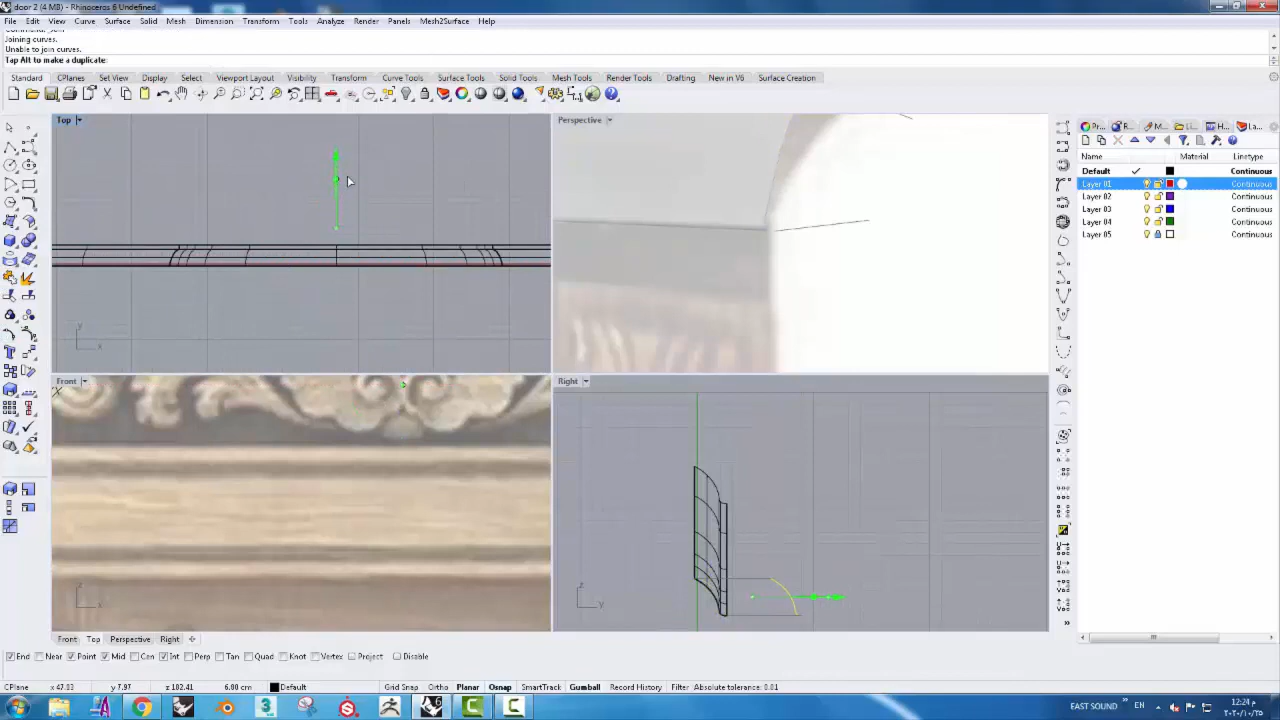 door 2 (4 MB) - Rhinoceros 6 Undefined
File Edit View Curve Surface Solid Mesh Dimension Transform Tools Analyze Render Panels Mesh2Surface Help
Joining curves.
Unable to join curves.
Tap Alt to make a duplicate:
Standard CPlanes Set View Display Select Viewport Layout Visibility Transform Curve Tools Surface Tools Solid Tools Mesh Tools Render Tools Drafting New in V6 Surface Creation
Top
Perspective
Name Material Linetype
Default Continuous
Layer 01 Continuous
Layer 02 Continuous
Layer 03 Continuous
Layer 04 Continuous
Layer 05 Continuous
y
x
Front
Right
z
x
z
y
Front Top Perspective Right
End Near Point Mid Cen Int Perp Tan Quad Knot Vertex Project Disable
CPlane x 47.03 y 7.97 z 182.41 6.00 cm Default Grid Snap Ortho Planar Osnap SmartTrack Gumball Record History Filter Absolute tolerance: 0.01
EAST SOUND EN
12:24 م
٢٠٢٠/١٠/٢٥